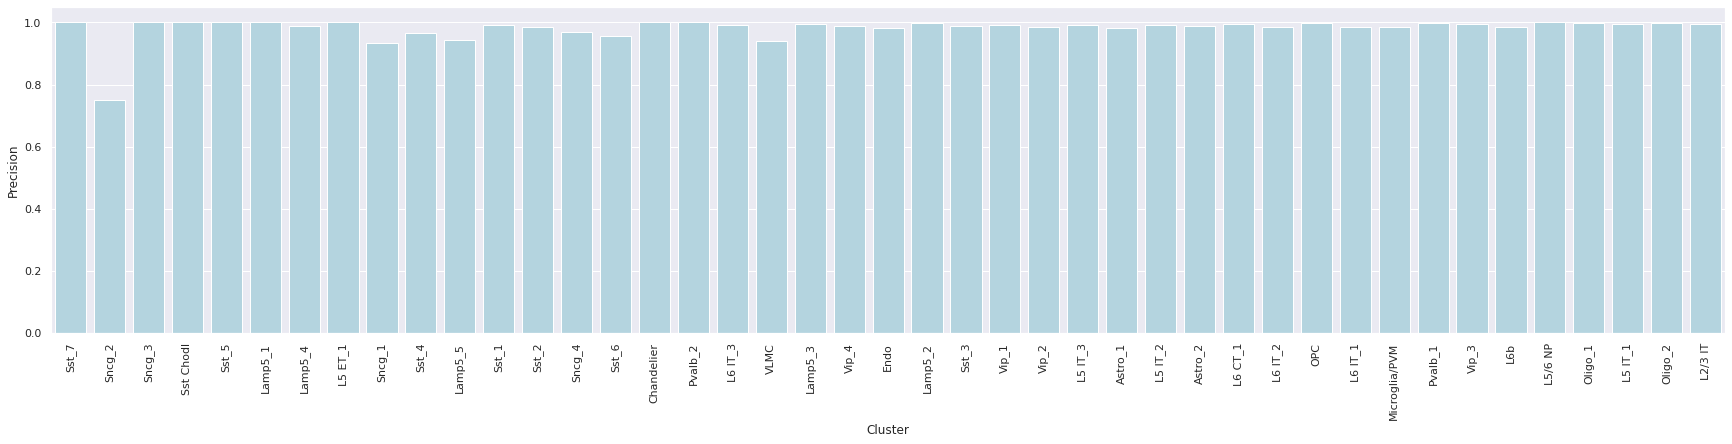 Precision
1.0
0.8
0.6
0.4
0.2
0.0
Sst_7
Sncg_2
Sncg_3
Sst Chodl
Sst_5
Lamp5_1
Lamp5_4
L5 ET_1
Sncg_1
Sst_4
Lamp5_5
Sst_1
Sst_2
Sncg_4
Sst_6
Chandelier
Pvalb_2
L6 IT_3
VLMC
Lamp5_3
Vip_4
Endo
Lamp5_2
Sst_3
Vip_1
Vip_2
L5 IT_3
Astro_1
L5 IT_2
Astro_2
L6 CT_1
L6 IT_2
OPC
L6 IT_1
Microglia/PVM
Pvalb_1
Vip_3
L6b
L5/6 NP
Oligo_1
L5 IT_1
Oligo_2
L2/3 IT
Cluster